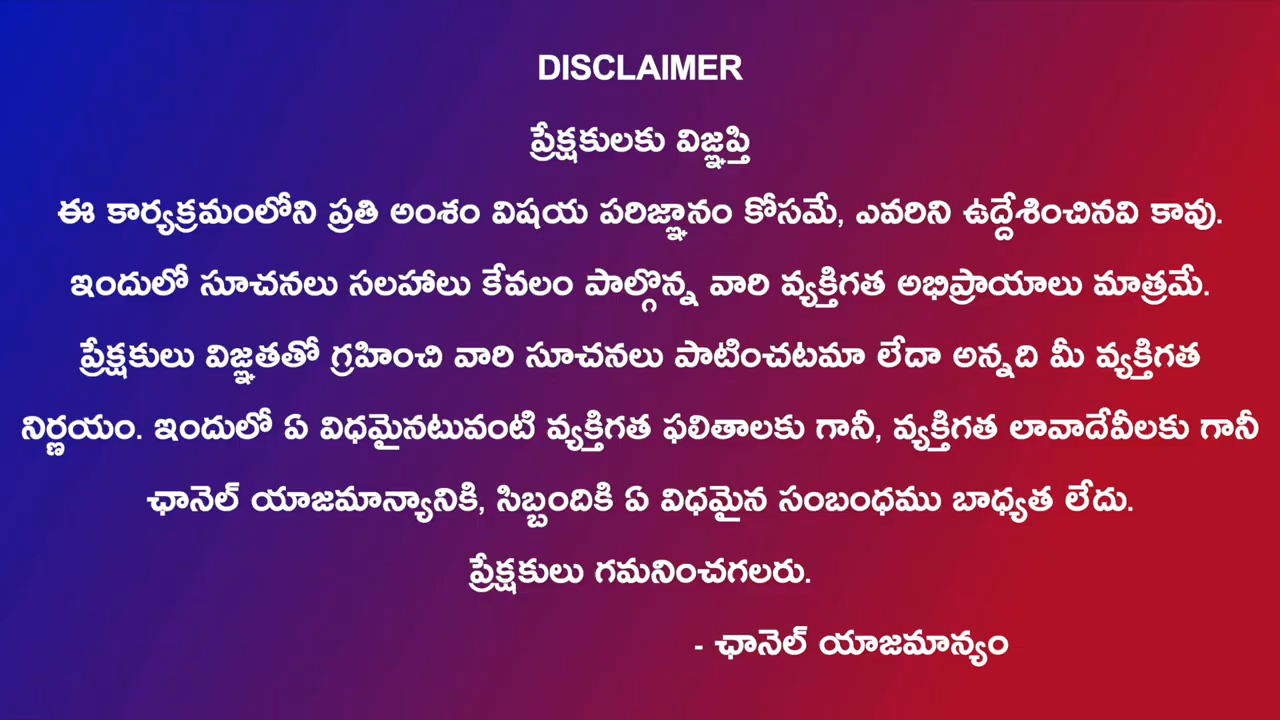 DISCLAIMER
ప్రేక్షకులకు విజ్ఞప్తి
ఈ కార్యక్రమంలోని ప్రతి అంశం విషయ పరిజ్ఞానం కోసమే, ఎవరిని ఉద్దేశించినవి కావు.
ఇందులో సూచనలు సలహాలు కేవలం పాల్గొన్న వారి వ్యక్తిగత అభిప్రాయాలు మాత్రమే.
ప్రేక్షకులు విజ్ఞతతో గ్రహించి వారి సూచనలు పాటించటమా లేదా అన్నది మీ వ్యక్తిగత
నిర్ణయం. ఇందులో ఏ విధమైనటువంటి వ్యక్తిగత ఫలితాలకు గానీ, వ్యక్తిగత లావాదేవీలకు గానీ
ఛానెల్ యాజమాన్యానికి, సిబ్బందికి ఏ విధమైన సంబంధము బాధ్యత లేదు.
ప్రేక్షకులు గమనించగలరు.
- ఛానెల్ యాజమాన్యం